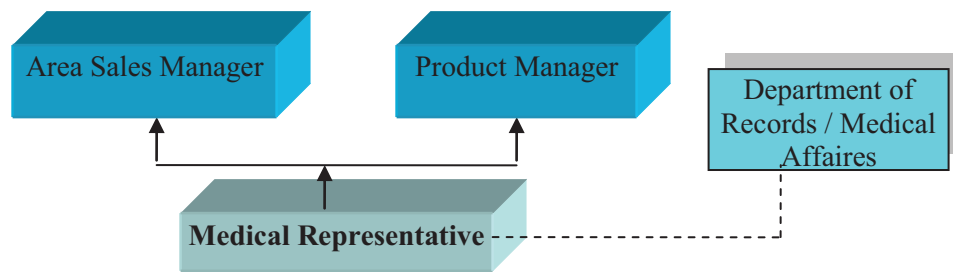 Area Sales Manager
Product Manager
Department of
Records / Medical
Affaires
Medical Representative